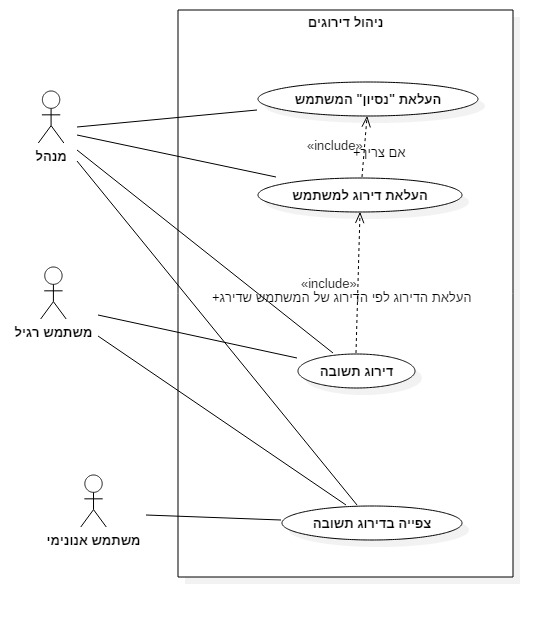 ניהול דירוגים
העלאת "נסיון" המשתמש
«include»
+אם צריך
מנהל
העלאת דירוג למשתמש
«include»
+העלאת הדירוג לפי הדירוג של המשתמש שדירג
משתמש רגיל
דירוג תשובה
צפייה בדירוג תשובה
משתמש אנונימי